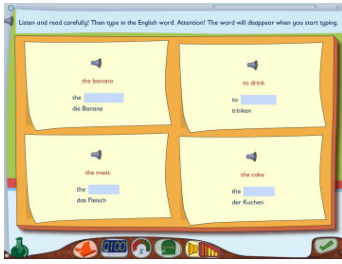 Listen and read carefully! Then type in the English word. Attention! The word will disappear when you start typing.
the banana
the
die Banane
to drink
to
trinken
the meat
the
das Fleisch
the cake
the
der Kuchen